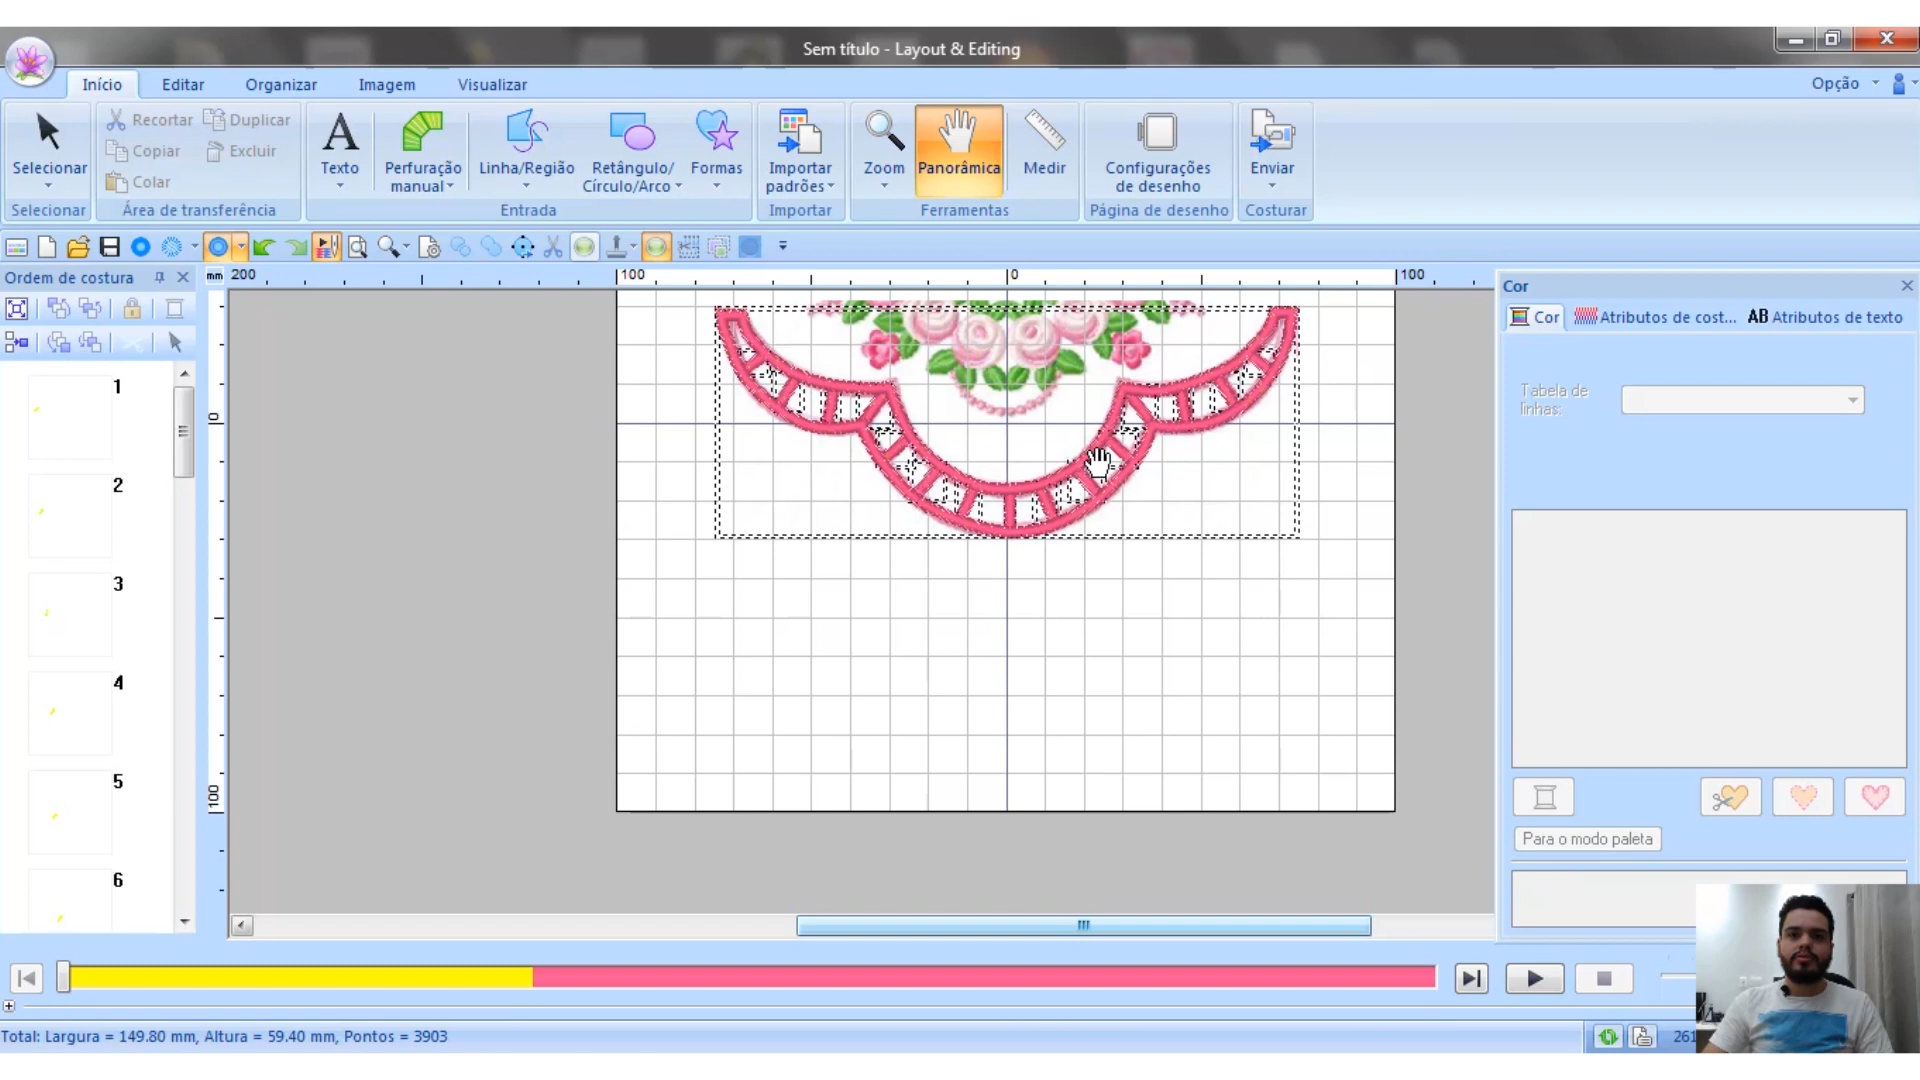 Sem título - Layout & Editing
Início Editar Organizar Imagem Visualizar Opção
Selecionar
Recortar Duplicar
Copiar Excluir
Colar
Texto
Perfuração manual
Linha/Região
Retângulo/ Círculo/Arco
Formas
Importar padrões
Zoom
Panorâmica
Medir
Configurações de desenho
Enviar
Selecionar Área de transferência Entrada Importar Ferramentas Página de desenho Costurar
Ordem de costura
mm 200 100 0 100
0
100
1
2
3
4
5
6
Cor
Cor Atributos de cost... AB Atributos de texto
Tabela de linhas:
Para o modo paleta
Total: Largura = 149.80 mm, Altura = 59.40 mm, Pontos = 3903